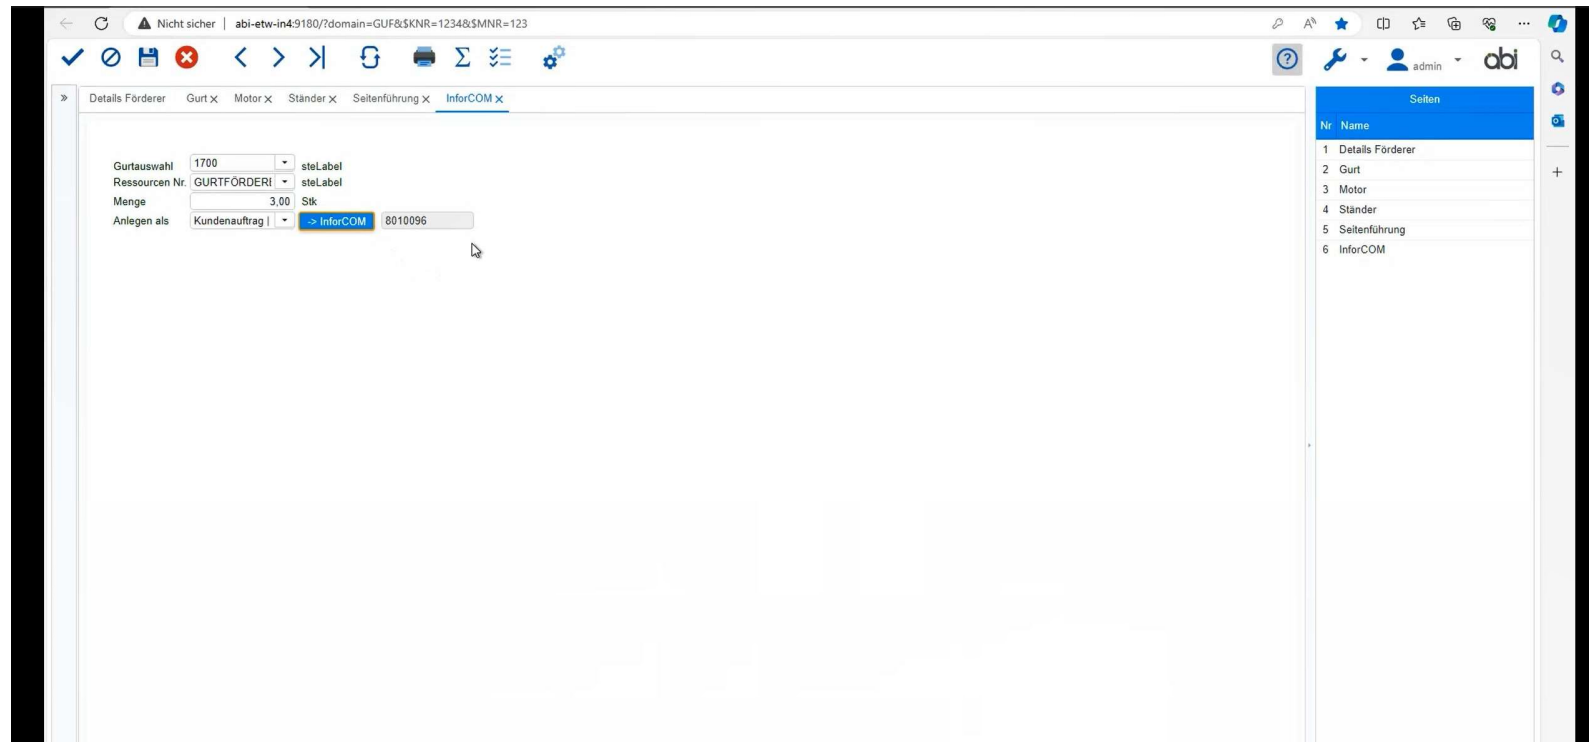 Nicht sicher | abi-etw-in4:9180/?domain=GUF&$KNR=1234&$MNR=123
admin
abi
Details Förderer Gurt Motor Ständer Seitenführung InforCOM
Gurtauswahl 1700 steLabel
Ressourcen Nr. GURTFÖRDERE steLabel
Menge 3,00 Stk
Anlegen als Kundenauftrag | -> InforCOM 8010096
Seiten
Nr Name
1 Details Förderer
2 Gurt
3 Motor
4 Ständer
5 Seitenführung
6 InforCOM